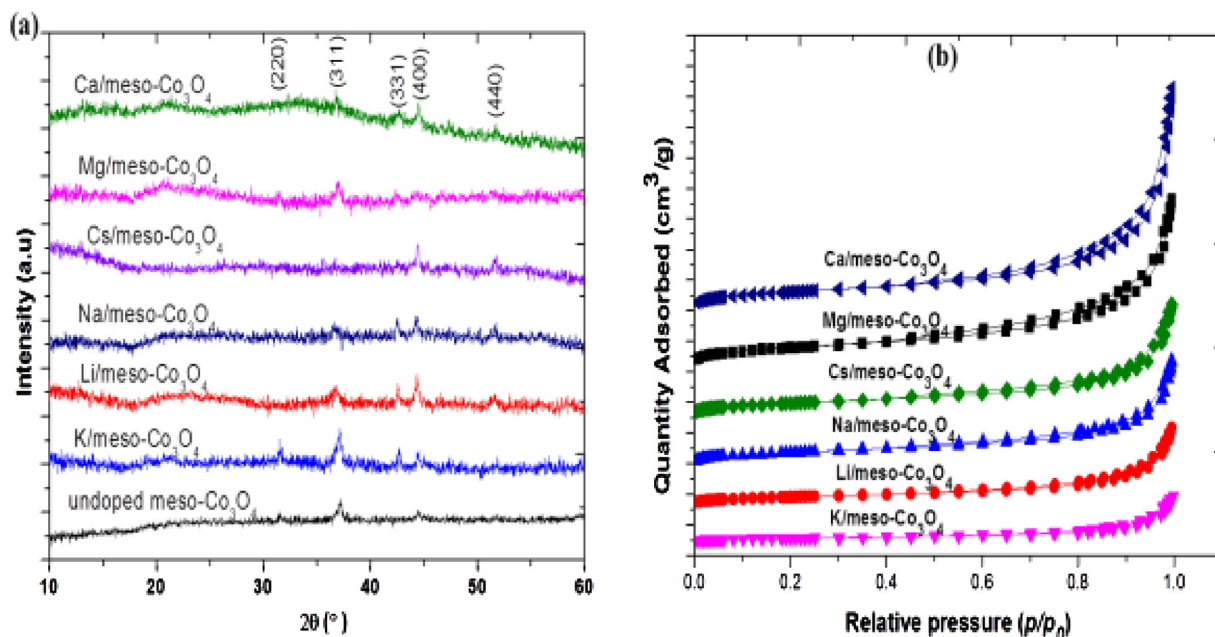 (a)
(220)
(311)
(331)
(400)
(440)
Ca/meso-Co3O4
Mg/meso-Co3O4
Cs/meso-Co3O4
Na/meso-Co3O4
Li/meso-Co3O4
K/meso-Co3O4
undoped meso-Co3O4
Intensity (a.u)
10 20 30 40 50 60
2θ (°)
(b)
Ca/meso-Co3O4
Mg/meso-Co3O4
Cs/meso-Co3O4
Na/meso-Co3O4
Li/meso-Co3O4
K/meso-Co3O4
Quantity Adsorbed (cm3/g)
0.0 0.2 0.4 0.6 0.8 1.0
Relative pressure (p/p0)